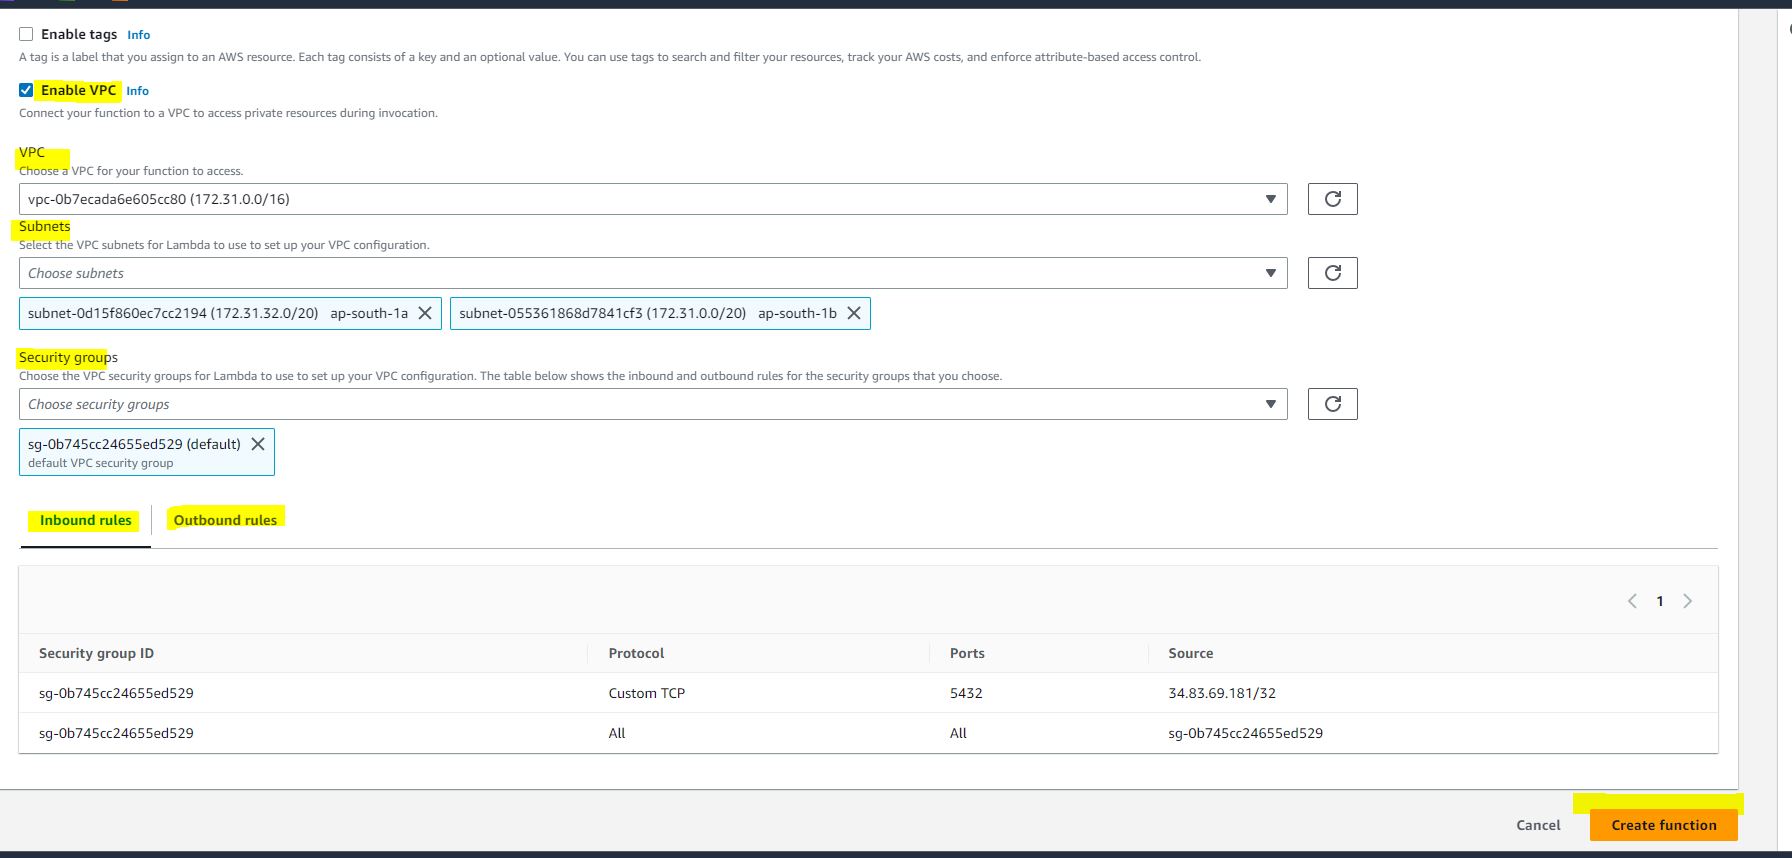 Enable tags Info
A tag is a label that you assign to an AWS resource. Each tag consists of a key and an optional value. You can use tags to search and filter your resources, track your AWS costs, and enforce attribute-based access control.
Enable VPC Info
Connect your function to a VPC to access private resources during invocation.
VPC
Choose a VPC for your function to access.
vpc-0b7ecada6e605cc80 (172.31.0.0/16)
Subnets
Select the VPC subnets for Lambda to use to set up your VPC configuration.
Choose subnets
subnet-0d15f860ec7cc2194 (172.31.32.0/20) ap-south-1a subnet-055361868d7841cf3 (172.31.0.0/20) ap-south-1b
Security groups
Choose the VPC security groups for Lambda to use to set up your VPC configuration. The table below shows the inbound and outbound rules for the security groups that you choose.
Choose security groups
sg-0b745cc24655ed529 (default)
default VPC security group
Inbound rules Outbound rules
1
Security group ID Protocol Ports Source
sg-0b745cc24655ed529 Custom TCP 5432 34.83.69.181/32
sg-0b745cc24655ed529 All All sg-0b745cc24655ed529
Cancel Create function